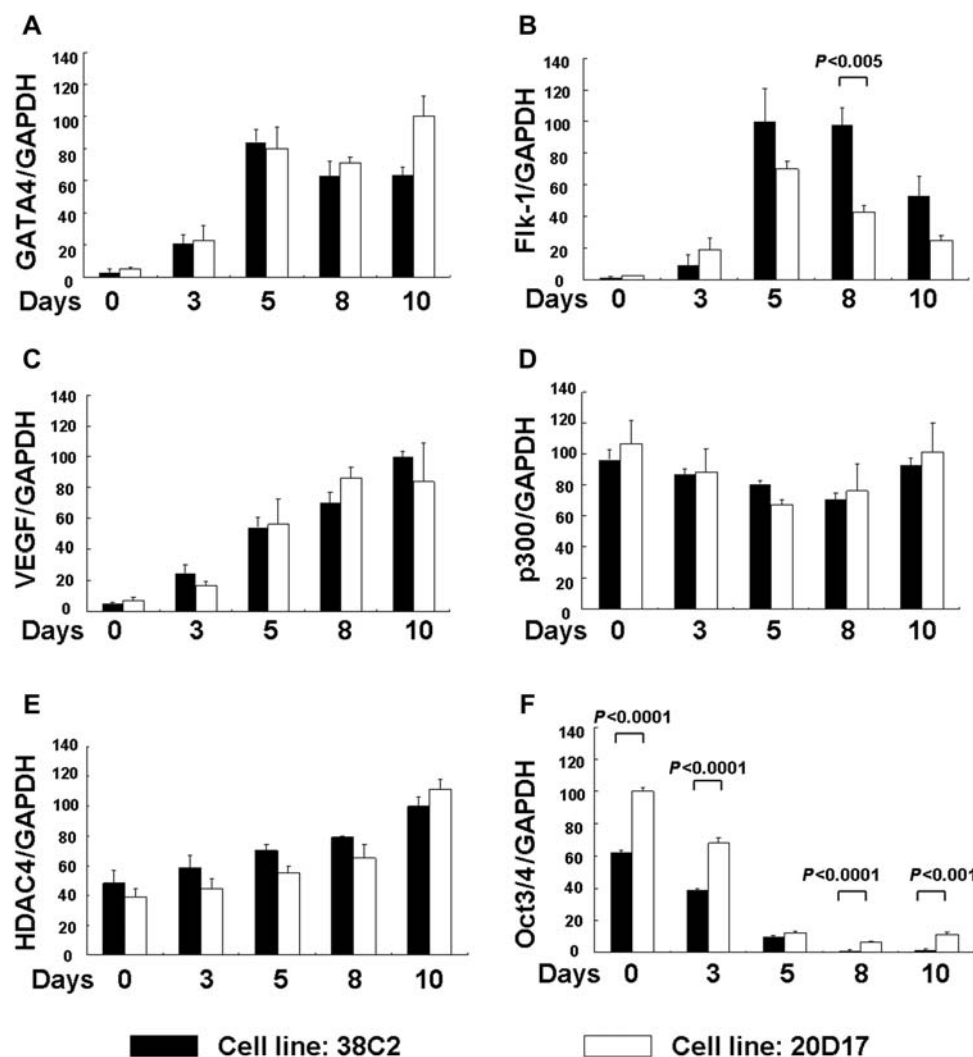 A
GATA4/GAPDH
140
120
100
80
60
40
20
0
Days 0 3 5 8 10
B
Flk-1/GAPDH
140
120
100
80
60
40
20
0
P<0.005
Days 0 3 5 8 10
C
VEGF/GAPDH
140
120
100
80
60
40
20
0
Days 0 3 5 8 10
D
p300/GAPDH
140
120
100
80
60
40
20
0
Days 0 3 5 8 10
E
HDAC4/GAPDH
140
120
100
80
60
40
20
0
Days 0 3 5 8 10
F
Oct3/4/GAPDH
140
120
100
80
60
40
20
0
P<0.0001
P<0.0001
P<0.0001
P<0.001
Days 0 3 5 8 10
Cell line: 38C2
Cell line: 20D17